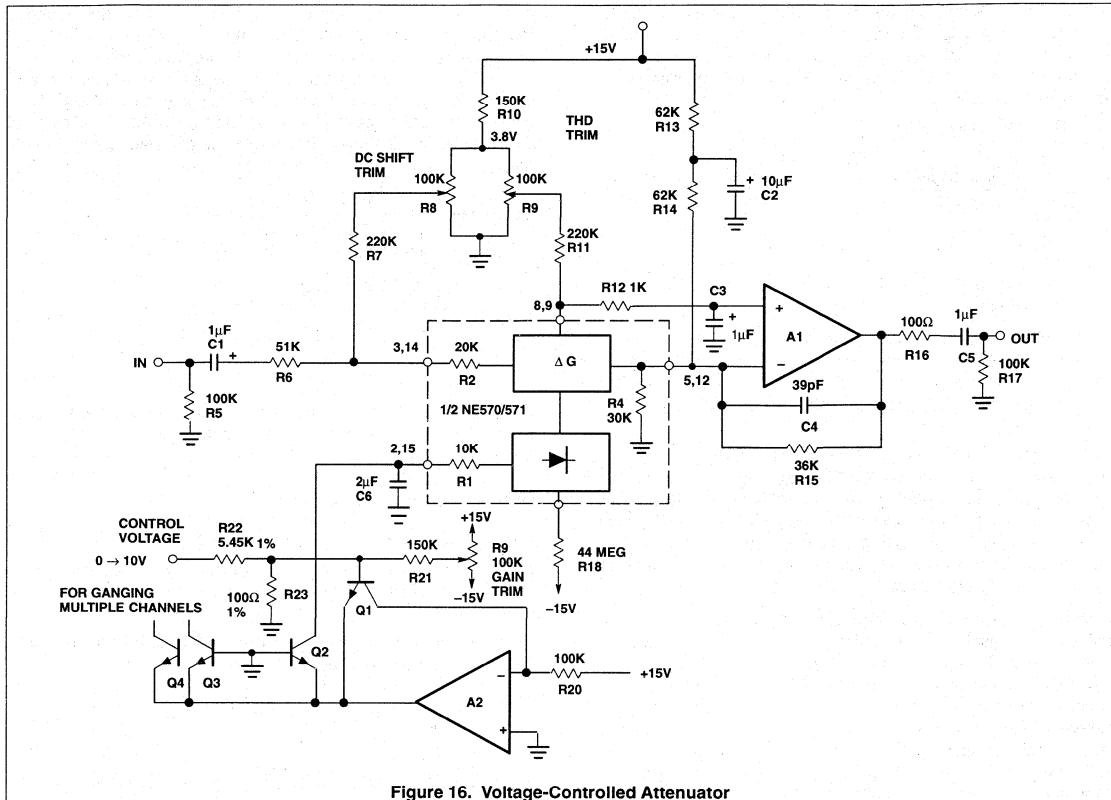 +15V
150K
R10
THD
TRIM
62K
R13
3.8V
DC SHIFT
TRIM
100K
R8
100K
R9
+ 10µF
C2
62K
R14
220K
R7
220K
R11
R12 1K
C3
+
1µF
8,9
+
A1
−
1µF
C1
+
IN
51K
R6
3,14
20K
R2
Δ G
5,12
100Ω
R16
1µF
C5
OUT
100K
R17
39pF
C4
100K
R5
1/2 NE570/571
R4
30K
36K
R15
2,15
10K
R1
2µF
C6
CONTROL
VOLTAGE
0 → 10V
R22
5.45K 1%
150K
R21
+15V
R9
100K
GAIN
TRIM
−15V
44 MEG
R18
−15V
FOR GANGING
MULTIPLE CHANNELS
100Ω
1%
R23
Q1
Q4
Q3
Q2
A2
−
+
100K
R20
+15V
Figure 16. Voltage-Controlled Attenuator